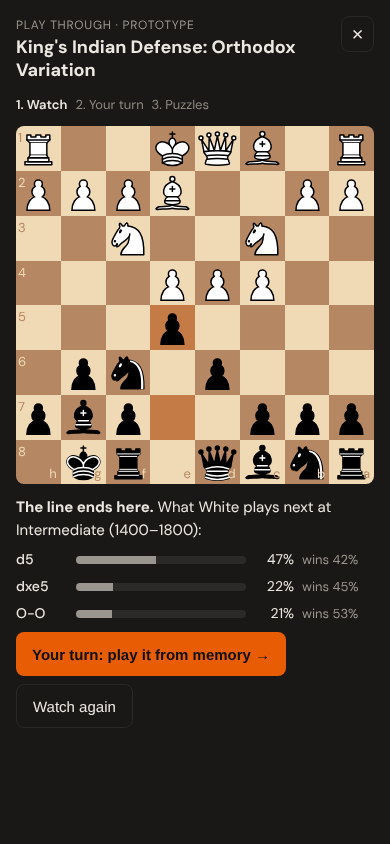 PLAY THROUGH · PROTOTYPE
King's Indian Defense: Orthodox
Variation
✕
1. Watch 2. Your turn 3. Puzzles
1
2
3
4
5
6
7
8
h g f e d c b a
The line ends here. What White plays next at
Intermediate (1400–1800):
d5 47% wins 42%
dxe5 22% wins 45%
O-O 21% wins 53%
Your turn: play it from memory →
Watch again